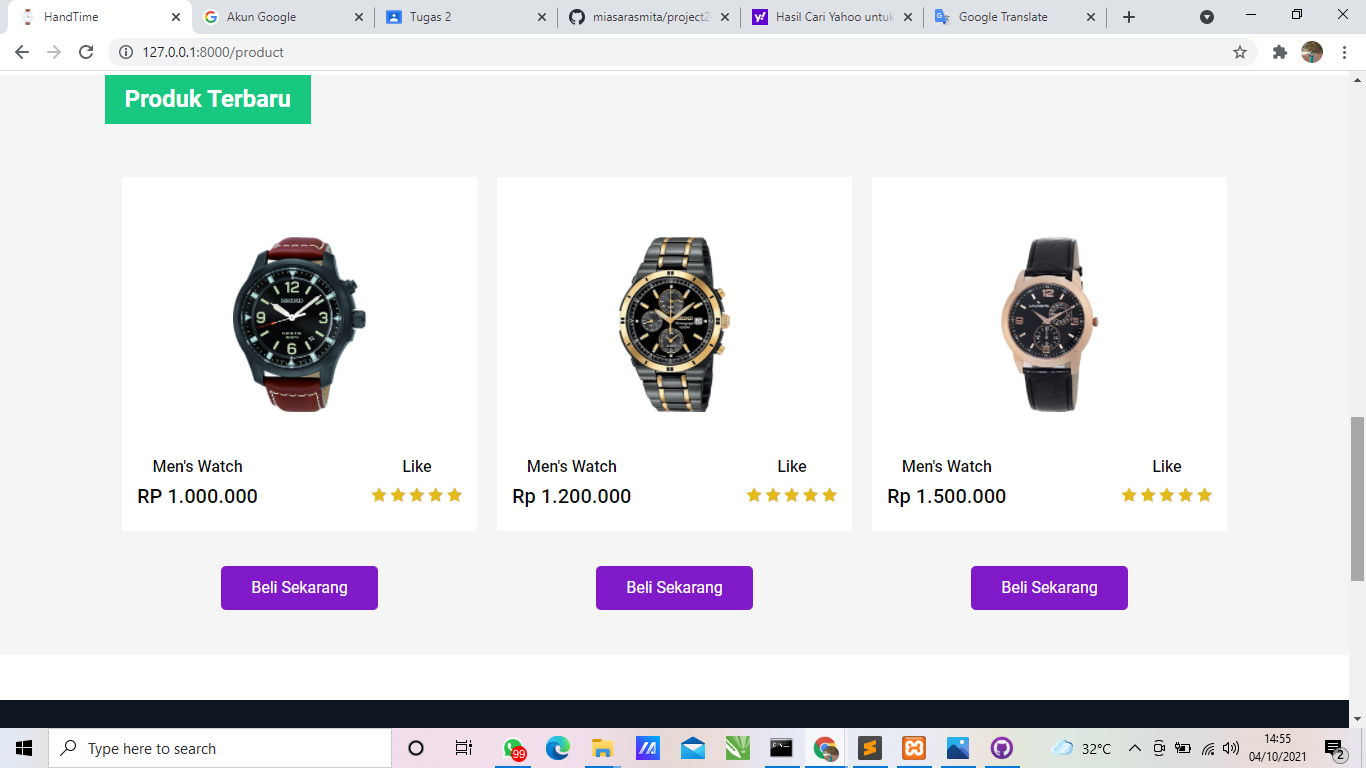 HandTime
Akun Google
Tugas 2
miasarasmita/project2
Hasil Cari Yahoo untuk
Google Translate
127.0.0.1:8000/product
Produk Terbaru
SEIKO
Men's Watch Like
RP 1.000.000
Men's Watch Like
Rp 1.200.000
Men's Watch Like
Rp 1.500.000
Beli Sekarang
Beli Sekarang
Beli Sekarang
Type here to search
99
32°C
14:55
04/10/2021
2